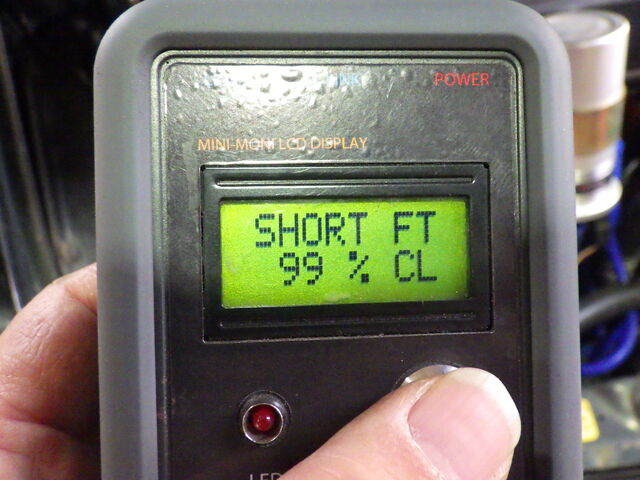 POWER
MINI-MONI LCD DISPLAY
SHORT FT
99 % CL